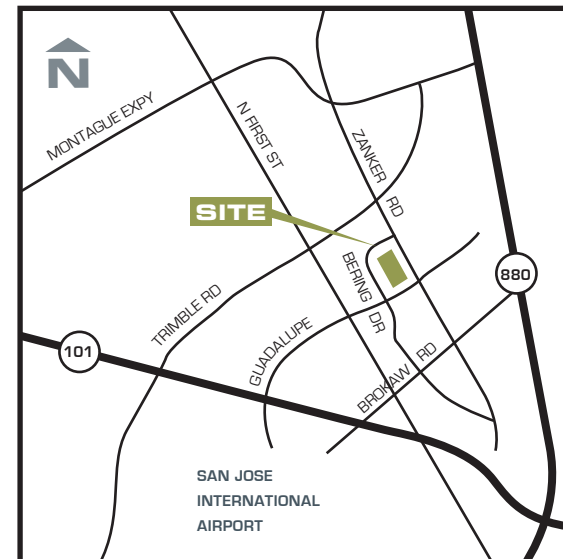 N
MONTAGUE EXPY
N FIRST ST
ZANKER RD
SITE
BERING DR
880
TRIMBLE RD
101
GUADALUPE
BROKAW RD
SAN JOSE
INTERNATIONAL
AIRPORT